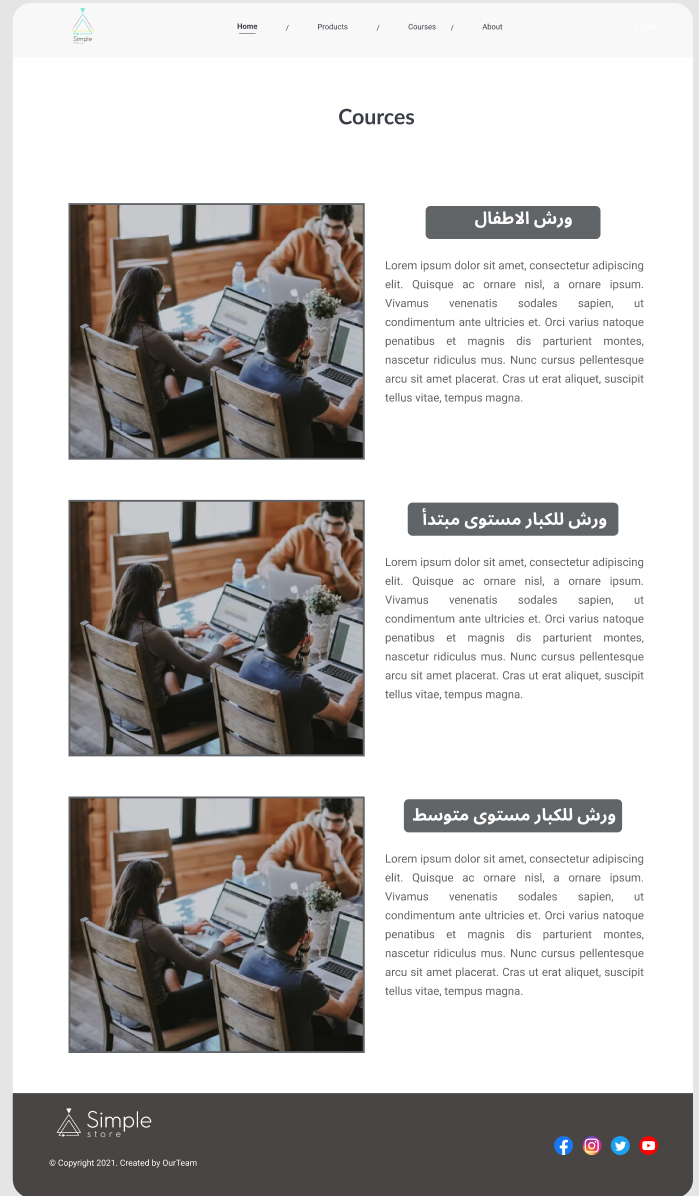 Simple
Home / Products / Courses / About
Cources
ورش الاطفال
Lorem ipsum dolor sit amet, consectetur adipiscing
elit. Quisque ac ornare nisl, a ornare ipsum.
Vivamus venenatis sodales sapien, ut
condimentum ante ultricies et. Orci varius natoque
penatibus et magnis dis parturient montes,
nascetur ridiculus mus. Nunc cursus pellentesque
arcu sit amet placerat. Cras ut erat aliquet, suscipit
tellus vitae, tempus magna.
ورش للكبار مستوى مبتدأ
Lorem ipsum dolor sit amet, consectetur adipiscing
elit. Quisque ac ornare nisl, a ornare ipsum.
Vivamus venenatis sodales sapien, ut
condimentum ante ultricies et. Orci varius natoque
penatibus et magnis dis parturient montes,
nascetur ridiculus mus. Nunc cursus pellentesque
arcu sit amet placerat. Cras ut erat aliquet, suscipit
tellus vitae, tempus magna.
ورش للكبار مستوى متوسط
Lorem ipsum dolor sit amet, consectetur adipiscing
elit. Quisque ac ornare nisl, a ornare ipsum.
Vivamus venenatis sodales sapien, ut
condimentum ante ultricies et. Orci varius natoque
penatibus et magnis dis parturient montes,
nascetur ridiculus mus. Nunc cursus pellentesque
arcu sit amet placerat. Cras ut erat aliquet, suscipit
tellus vitae, tempus magna.
Simple
store
© Copyright 2021. Created by OurTeam